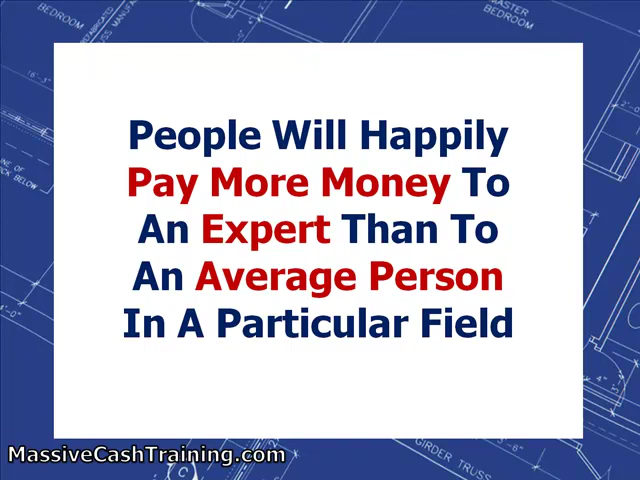 BEDROOM
MASTER
BEDROOM
People Will Happily
Pay More Money To
An Expert Than To
An Average Person
In A Particular Field
GIRDER TRUSS
MassiveCashTraining.com
C